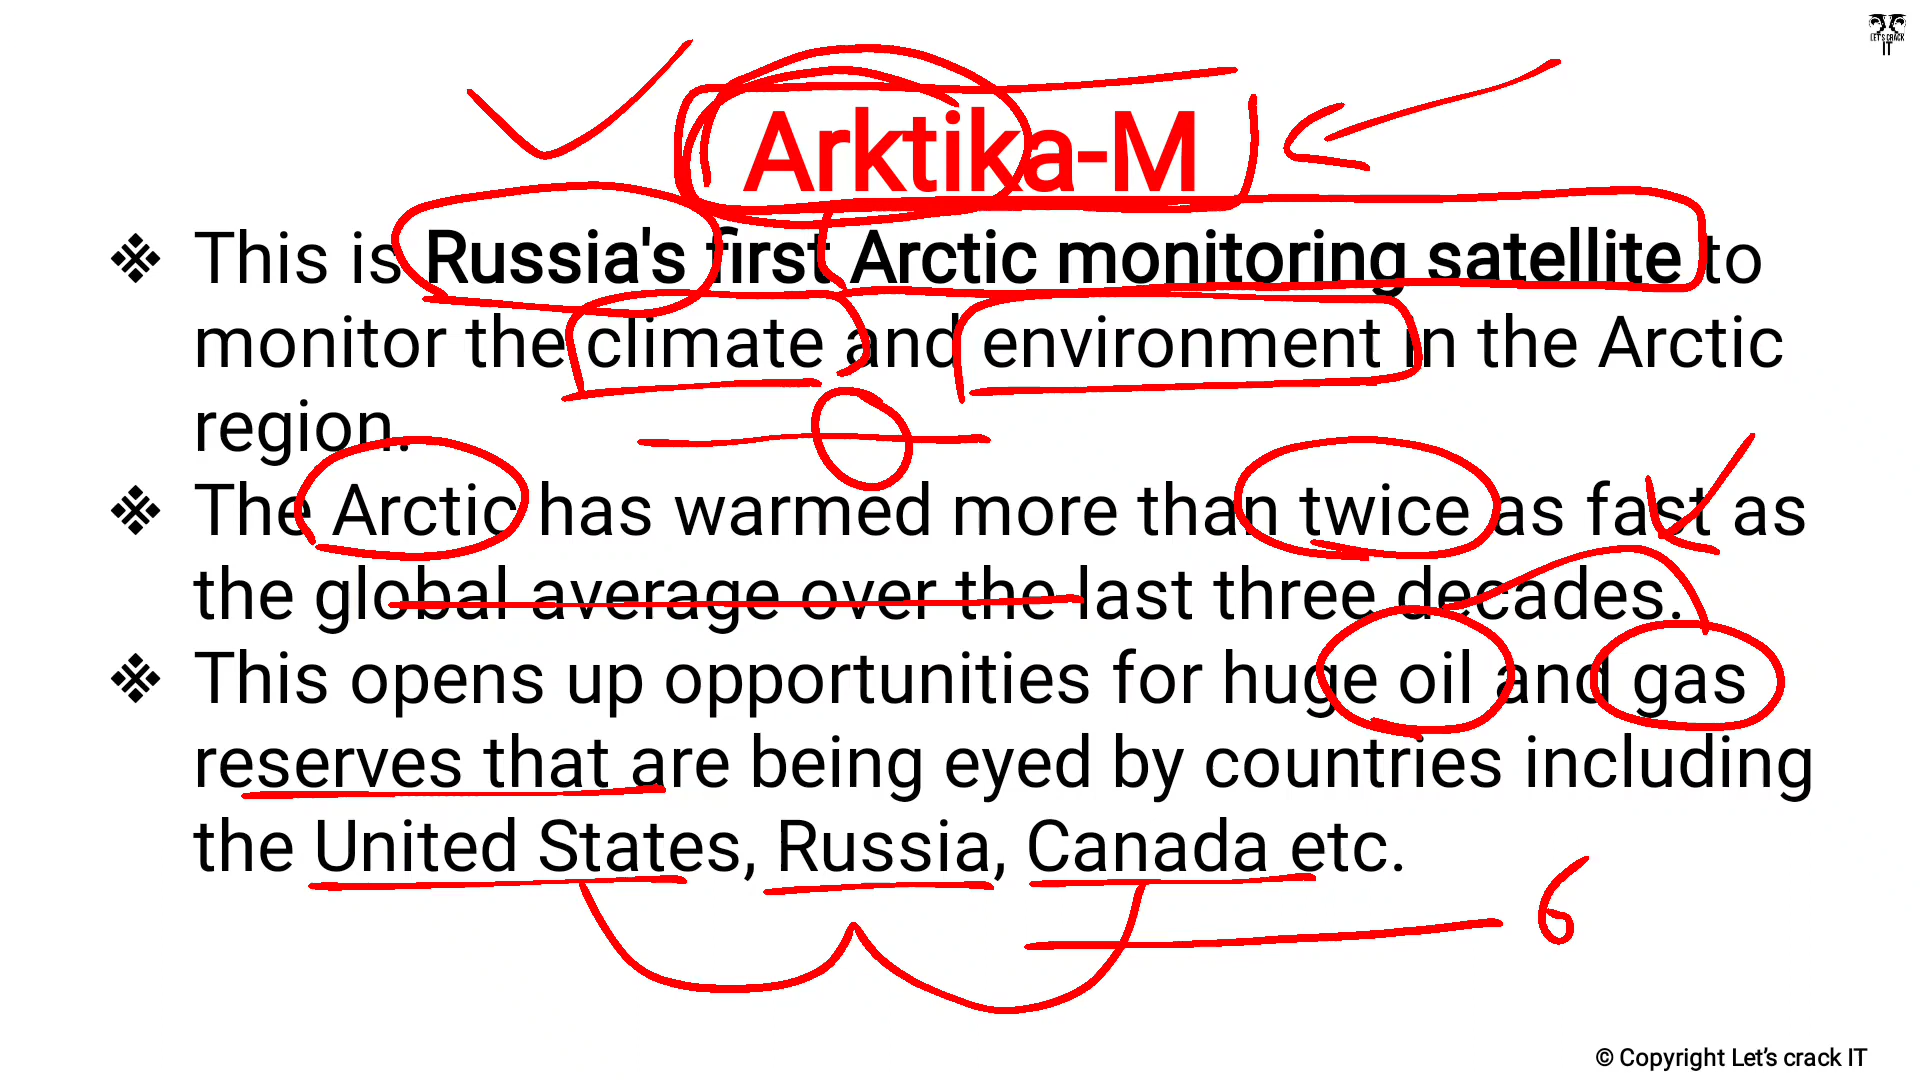 LET'S CRACK
IT
Arktika-M
❖ This is Russia's first Arctic monitoring satellite to
monitor the climate and environment in the Arctic
region.
❖ The Arctic has warmed more than twice as fast as
the global average over the last three decades.
❖ This opens up opportunities for huge oil and gas
reserves that are being eyed by countries including
the United States, Russia, Canada etc.
6
© Copyright Let's crack IT